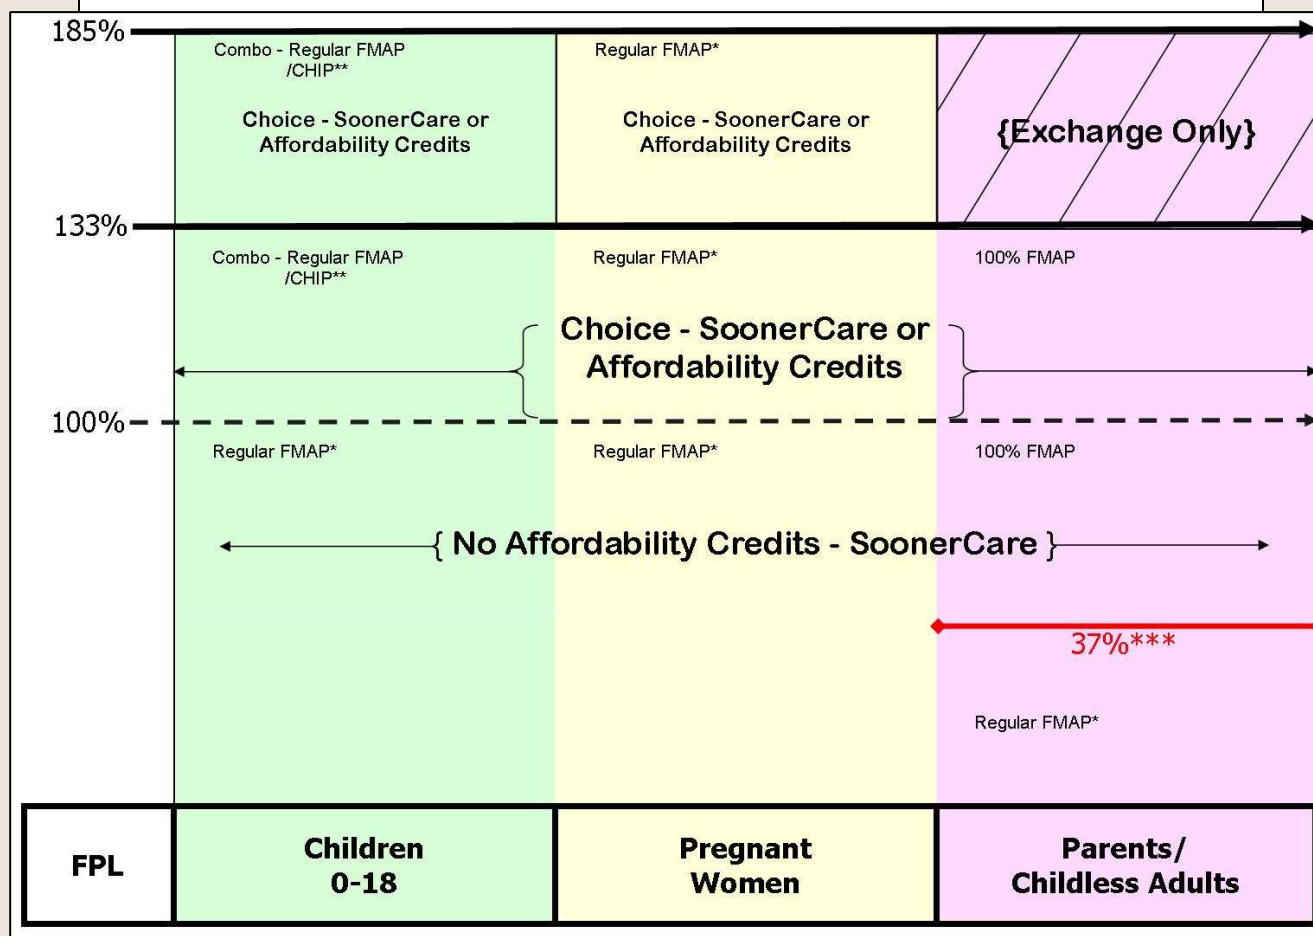 185%
Combo - Regular FMAP
/CHIP**
Choice - SoonerCare or
Affordability Credits
Regular FMAP*
Choice - SoonerCare or
Affordability Credits
{Exchange Only}
133%
Combo - Regular FMAP
/CHIP**
Regular FMAP*
100% FMAP
Choice - SoonerCare or
Affordability Credits
100%
Regular FMAP*
Regular FMAP*
100% FMAP
{ No Affordability Credits - SoonerCare }
37%***
Regular FMAP*
FPL
Children
0-18
Pregnant
Women
Parents/
Childless Adults